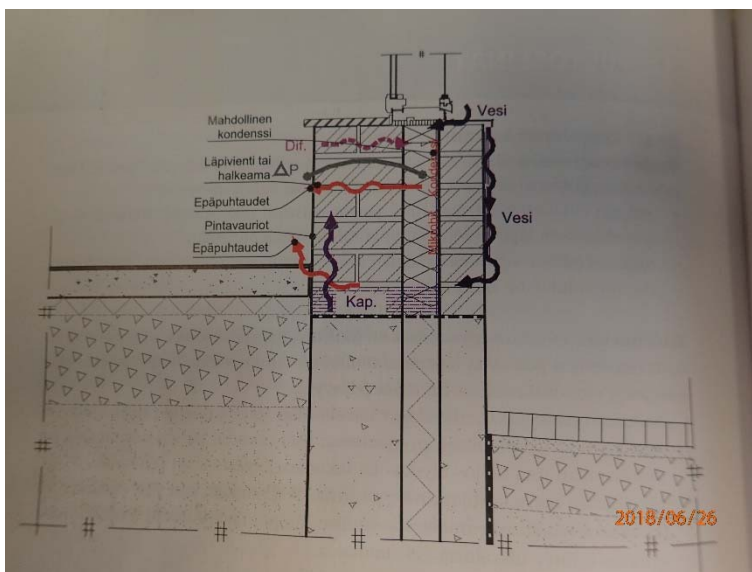 Mahdollinen
kondenssi
Vesi
Dif.
Läpivienti tai
halkeama
ΔP
Epäpuhtaudet
Pintavauriot
Epäpuhtaudet
Vesi
Kap.
2018/06/26